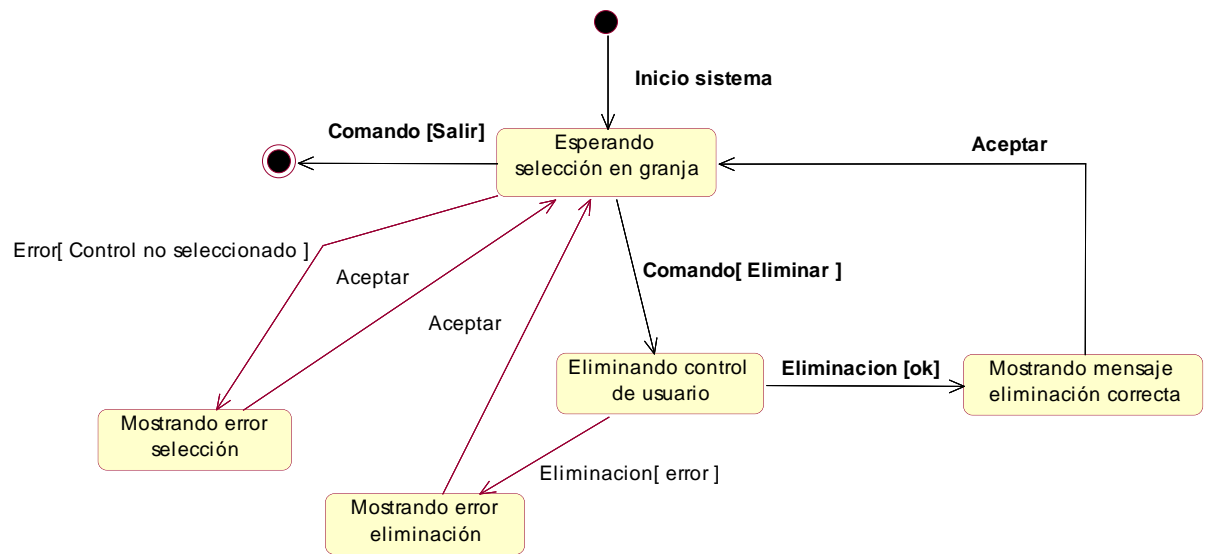 Inicio sistema
Comando [Salir]
Esperando
selección en granja
Aceptar
Error[ Control no seleccionado ]
Aceptar
Comando[ Eliminar ]
Aceptar
Eliminando control
de usuario
Eliminacion [ok]
Mostrando mensaje
eliminación correcta
Mostrando error
selección
Eliminacion[ error ]
Mostrando error
eliminación